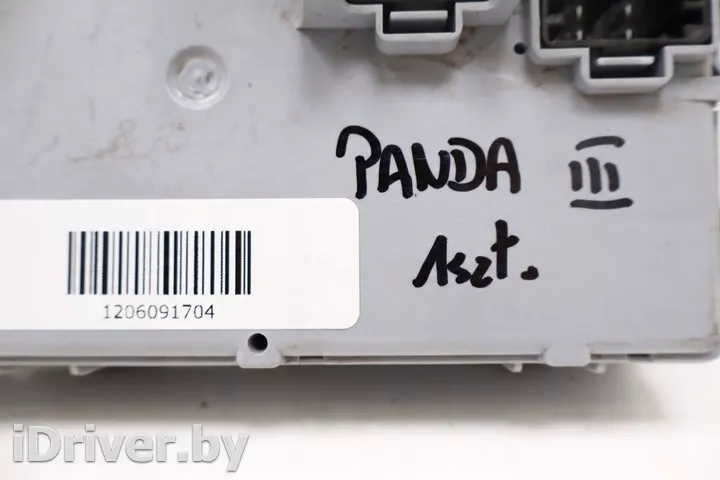 PANDA III
1szt.
1206091704
iDriver.by